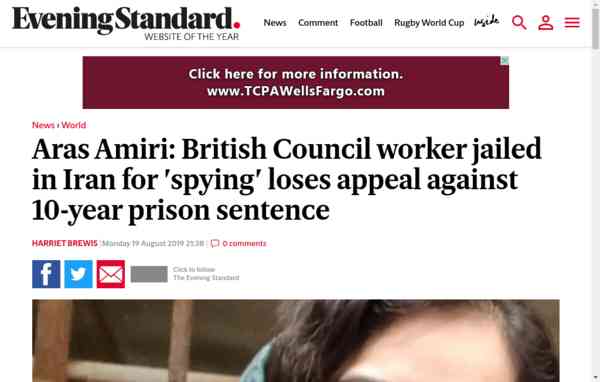 Evening Standard.
WEBSITE OF THE YEAR
News Comment Football Rugby World Cup inside
Click here for more information.
www.TCPAWellsFargo.com
News › World
Aras Amiri: British Council worker jailed
in Iran for 'spying' loses appeal against
10-year prison sentence
HARRIET BREWIS | Monday 19 August 2019 21:38 | 0 comments
Click to follow
The Evening Standard